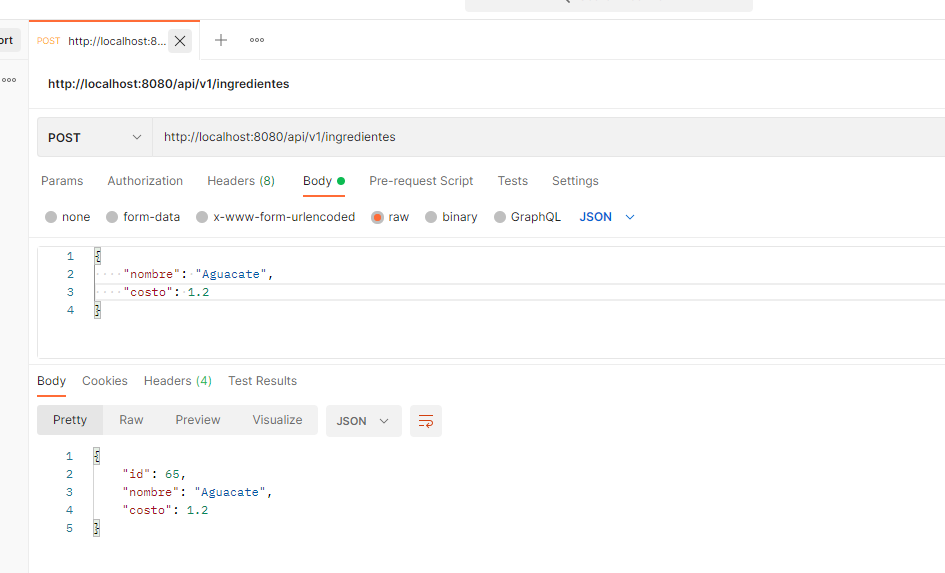 ort
POST http://localhost:8...
http://localhost:8080/api/v1/ingredientes
POST http://localhost:8080/api/v1/ingredientes
Params Authorization Headers (8) Body Pre-request Script Tests Settings
none form-data x-www-form-urlencoded raw binary GraphQL JSON
1 {
2 "nombre": "Aguacate",
3 "costo": 1.2
4 }
Body Cookies Headers (4) Test Results
Pretty Raw Preview Visualize JSON
1 {
2 "id": 65,
3 "nombre": "Aguacate",
4 "costo": 1.2
5 }